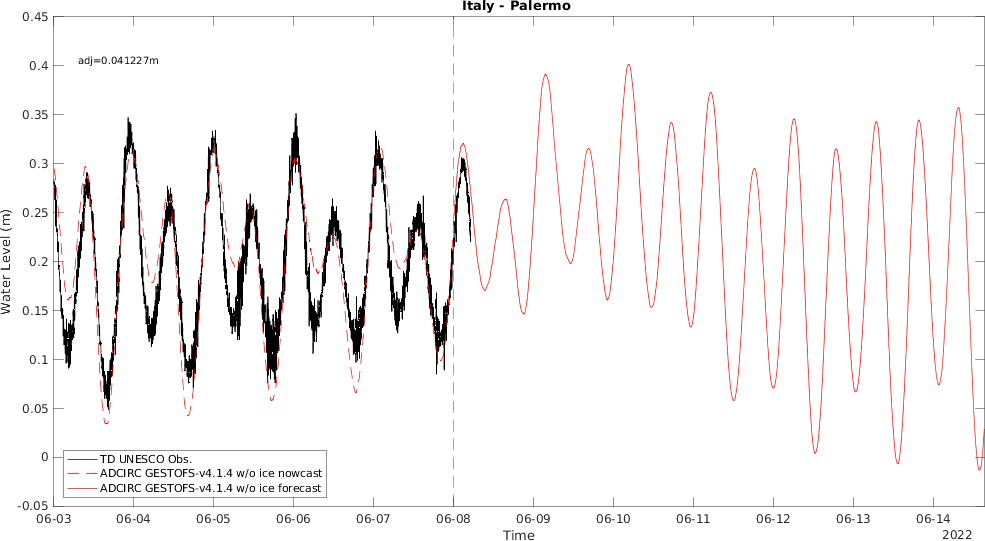 Italy - Palermo
0.45
0.4
0.35
0.3
0.25
0.2
0.15
0.1
0.05
0
-0.05
Water Level (m)
adj=0.041227m
TD UNESCO Obs.
ADCIRC GESTOFS-v4.1.4 w/o ice nowcast
ADCIRC GESTOFS-v4.1.4 w/o ice forecast
06-03 06-04 06-05 06-06 06-07 06-08 06-09 06-10 06-11 06-12 06-13 06-14
Time
2022